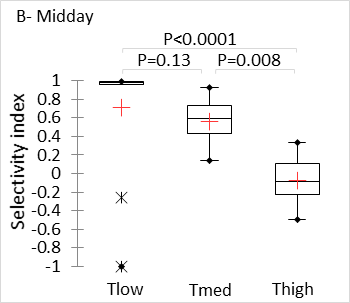 B- Midday
P<0.0001
P=0.13 P=0.008
Selectivity index
1
0.8
0.6
0.4
0.2
0
-0.2
-0.4
-0.6
-0.8
-1
Tlow Tmed Thigh